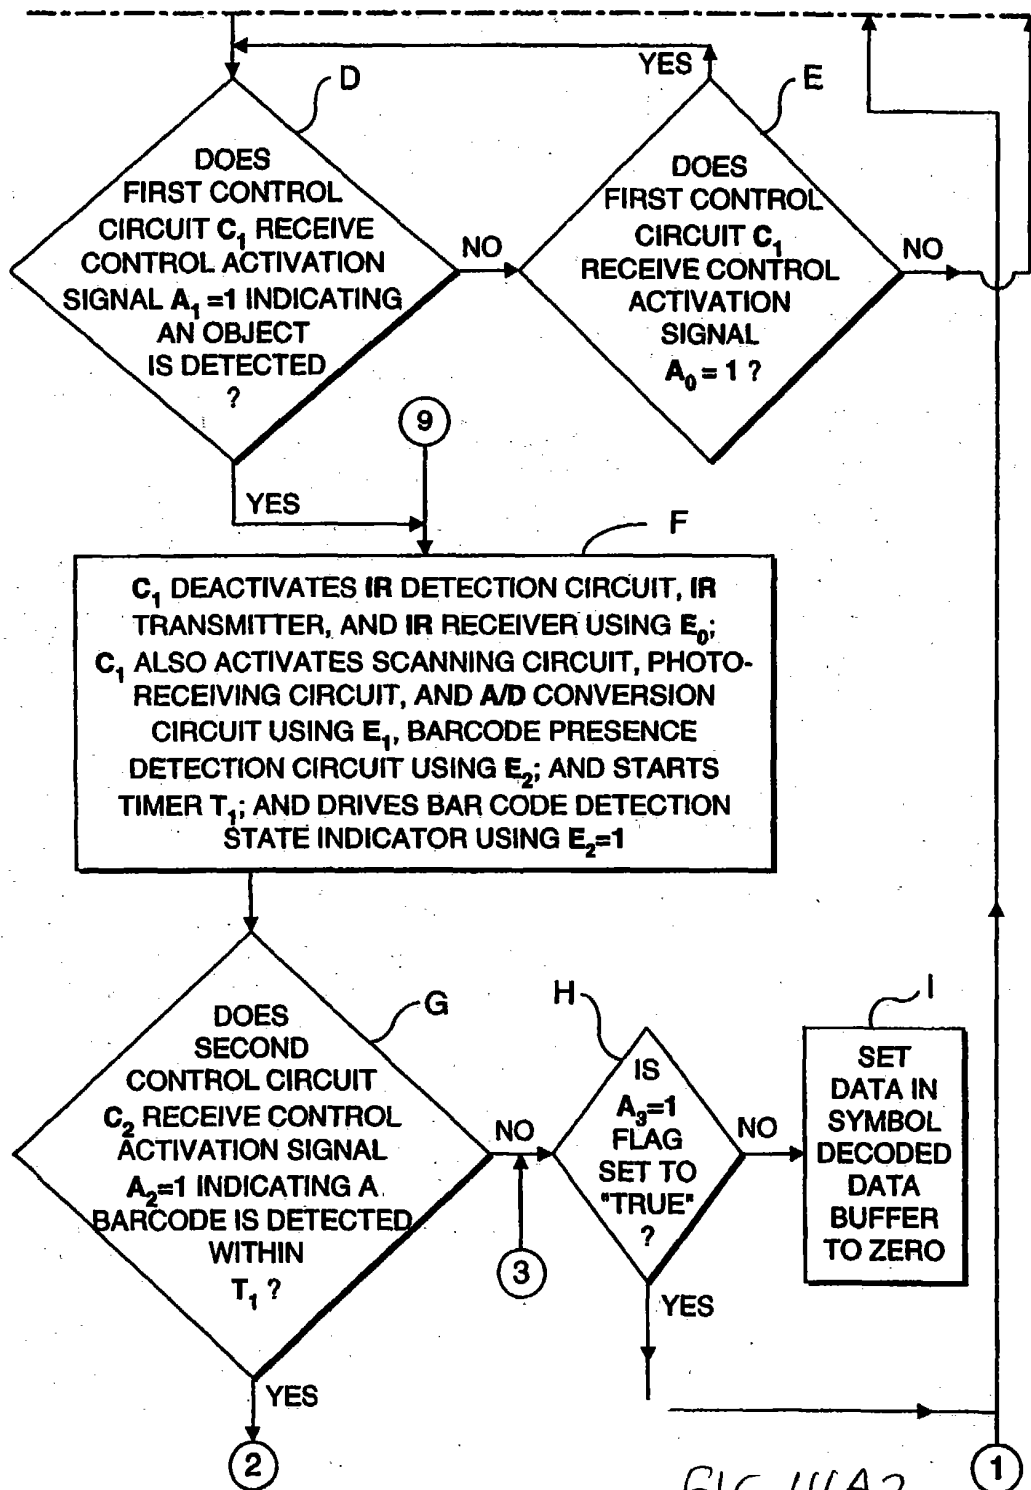 YES
D
E
DOES
FIRST CONTROL
CIRCUIT C₁ RECEIVE
CONTROL ACTIVATION
SIGNAL A₁ =1 INDICATING
AN OBJECT
IS DETECTED
?
NO
DOES
FIRST CONTROL
CIRCUIT C₁
RECEIVE CONTROL
ACTIVATION
SIGNAL
A₀ = 1 ?
NO
9
YES
F
C₁ DEACTIVATES IR DETECTION CIRCUIT, IR
TRANSMITTER, AND IR RECEIVER USING E₀;
C₁ ALSO ACTIVATES SCANNING CIRCUIT, PHOTO-
RECEIVING CIRCUIT, AND A/D CONVERSION
CIRCUIT USING E₁, BARCODE PRESENCE
DETECTION CIRCUIT USING E₂; AND STARTS
TIMER T₁; AND DRIVES BAR CODE DETECTION
STATE INDICATOR USING E₂=1
G
DOES
SECOND
CONTROL CIRCUIT
C₂ RECEIVE CONTROL
ACTIVATION SIGNAL
A₂=1 INDICATING A
BARCODE IS DETECTED
WITHIN
T₁ ?
NO
3
H
IS
A₃=1
FLAG
SET TO
"TRUE"
?
NO
I
SET
DATA IN
SYMBOL
DECODED
DATA
BUFFER
TO ZERO
YES
YES
2
1